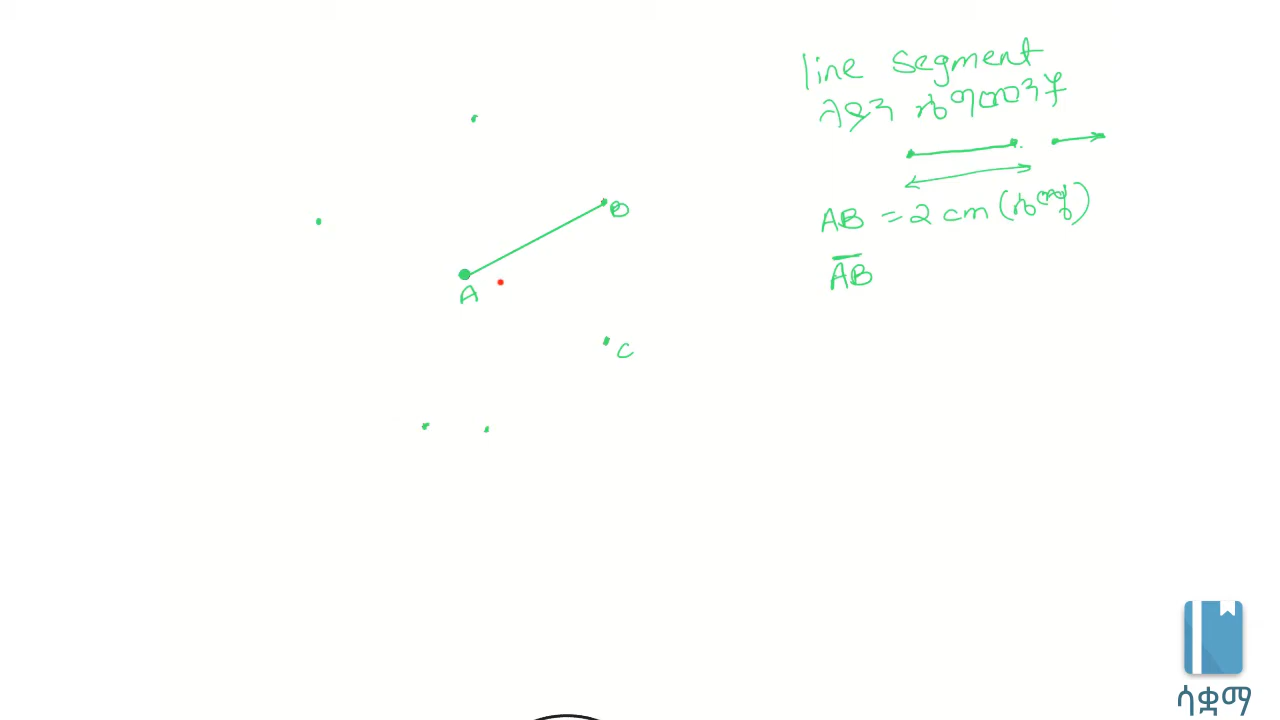 line segment
B
AB = 2 cm
A
AB
C
ሳቋማ